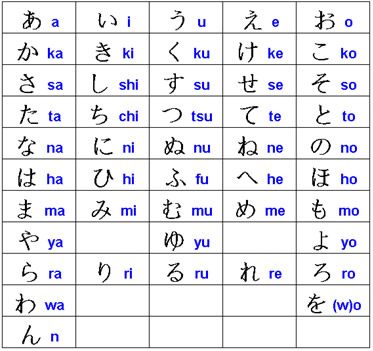 あ a い i う u え e お o
か ka き ki く ku け ke こ ko
さ sa し shi す su せ se そ so
た ta ち chi つ tsu て te と to
な na に ni ぬ nu ね ne の no
は ha ひ hi ふ fu へ he ほ ho
ま ma み mi む mu め me も mo
や ya ゆ yu よ yo
ら ra り ri る ru れ re ろ ro
わ wa を (w)o
ん n